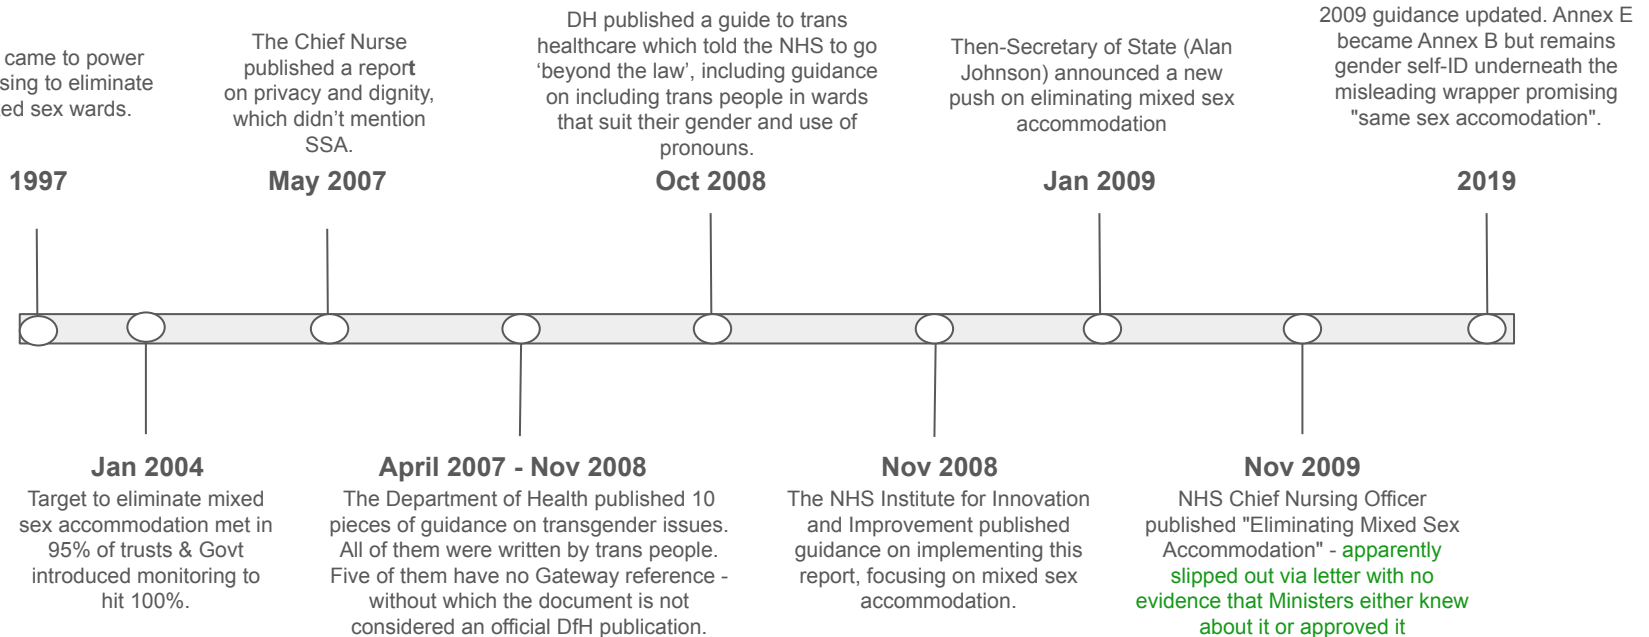 came to power
sing to eliminate
ed sex wards.
1997
The Chief Nurse
published a report
on privacy and dignity,
which didn't mention
SSA.
May 2007
DH published a guide to trans
healthcare which told the NHS to go
'beyond the law', including guidance
on including trans people in wards
that suit their gender and use of
pronouns.
Oct 2008
Then-Secretary of State (Alan
Johnson) announced a new
push on eliminating mixed sex
accommodation
Jan 2009
2009 guidance updated. Annex E
became Annex B but remains
gender self-ID underneath the
misleading wrapper promising
"same sex accomodation".
2019
Jan 2004
Target to eliminate mixed
sex accommodation met in
95% of trusts & Govt
introduced monitoring to
hit 100%.
April 2007 - Nov 2008
The Department of Health published 10
pieces of guidance on transgender issues.
All of them were written by trans people.
Five of them have no Gateway reference -
without which the document is not
considered an official DfH publication.
Nov 2008
The NHS Institute for Innovation
and Improvement published
guidance on implementing this
report, focusing on mixed sex
accommodation.
Nov 2009
NHS Chief Nursing Officer
published "Eliminating Mixed Sex
Accommodation" - apparently
slipped out via letter with no
evidence that Ministers either knew
about it or approved it